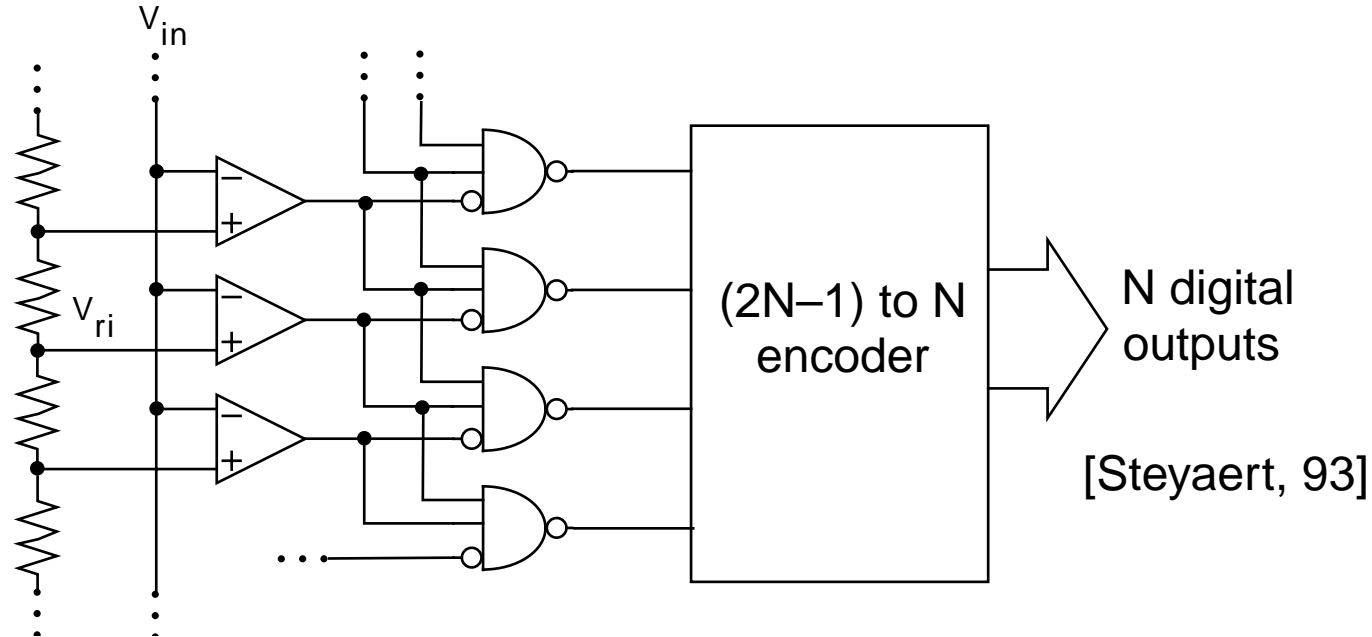 V in
V ri
(2N–1) to N
encoder
N digital
outputs
[Steyaert, 93]